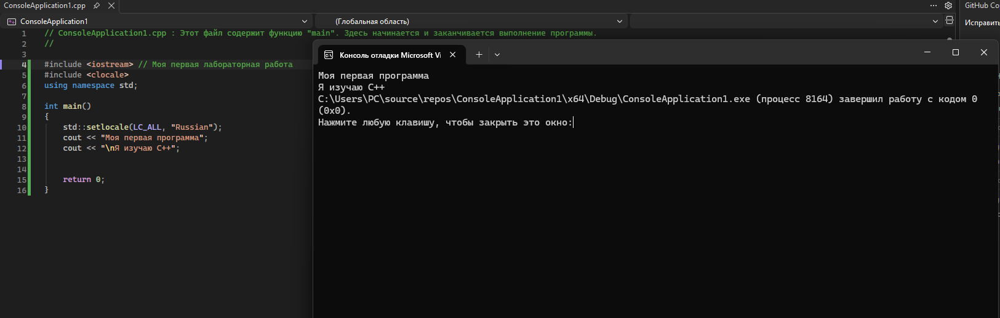 ConsoleApplication1.cpp
GitHub Co
ConsoleApplication1
(Глобальная область)
Исправить
1 // ConsoleApplication1.cpp : Этот файл содержит функцию "main". Здесь начинается и заканчивается выполнение программы.
2 //
3
4 #include <iostream> // Моя первая лабораторная работа
5 #include <clocale>
6 using namespace std;
7
8 int main()
9 {
10 std::setlocale(LC_ALL, "Russian");
11 cout << "Моя первая программа";
12 cout << "\nЯ изучаю C++";
13
14
15 return 0;
16 }
Консоль отладки Microsoft Vi
Моя первая программа
Я изучаю C++
C:\Users\PC\source\repos\ConsoleApplication1\x64\Debug\ConsoleApplication1.exe (процесс 8164) завершил работу с кодом 0
(0x0).
Нажмите любую клавишу, чтобы закрыть это окно: